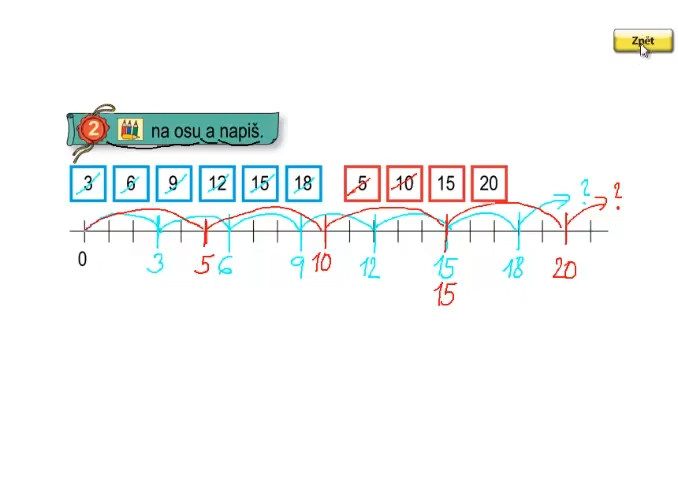 Zpět
2 na osu a napiš.
3 6 9 12 15 18 5 10 15 20
? ?
0 3 5 6 9 10 12 15 18 20
15